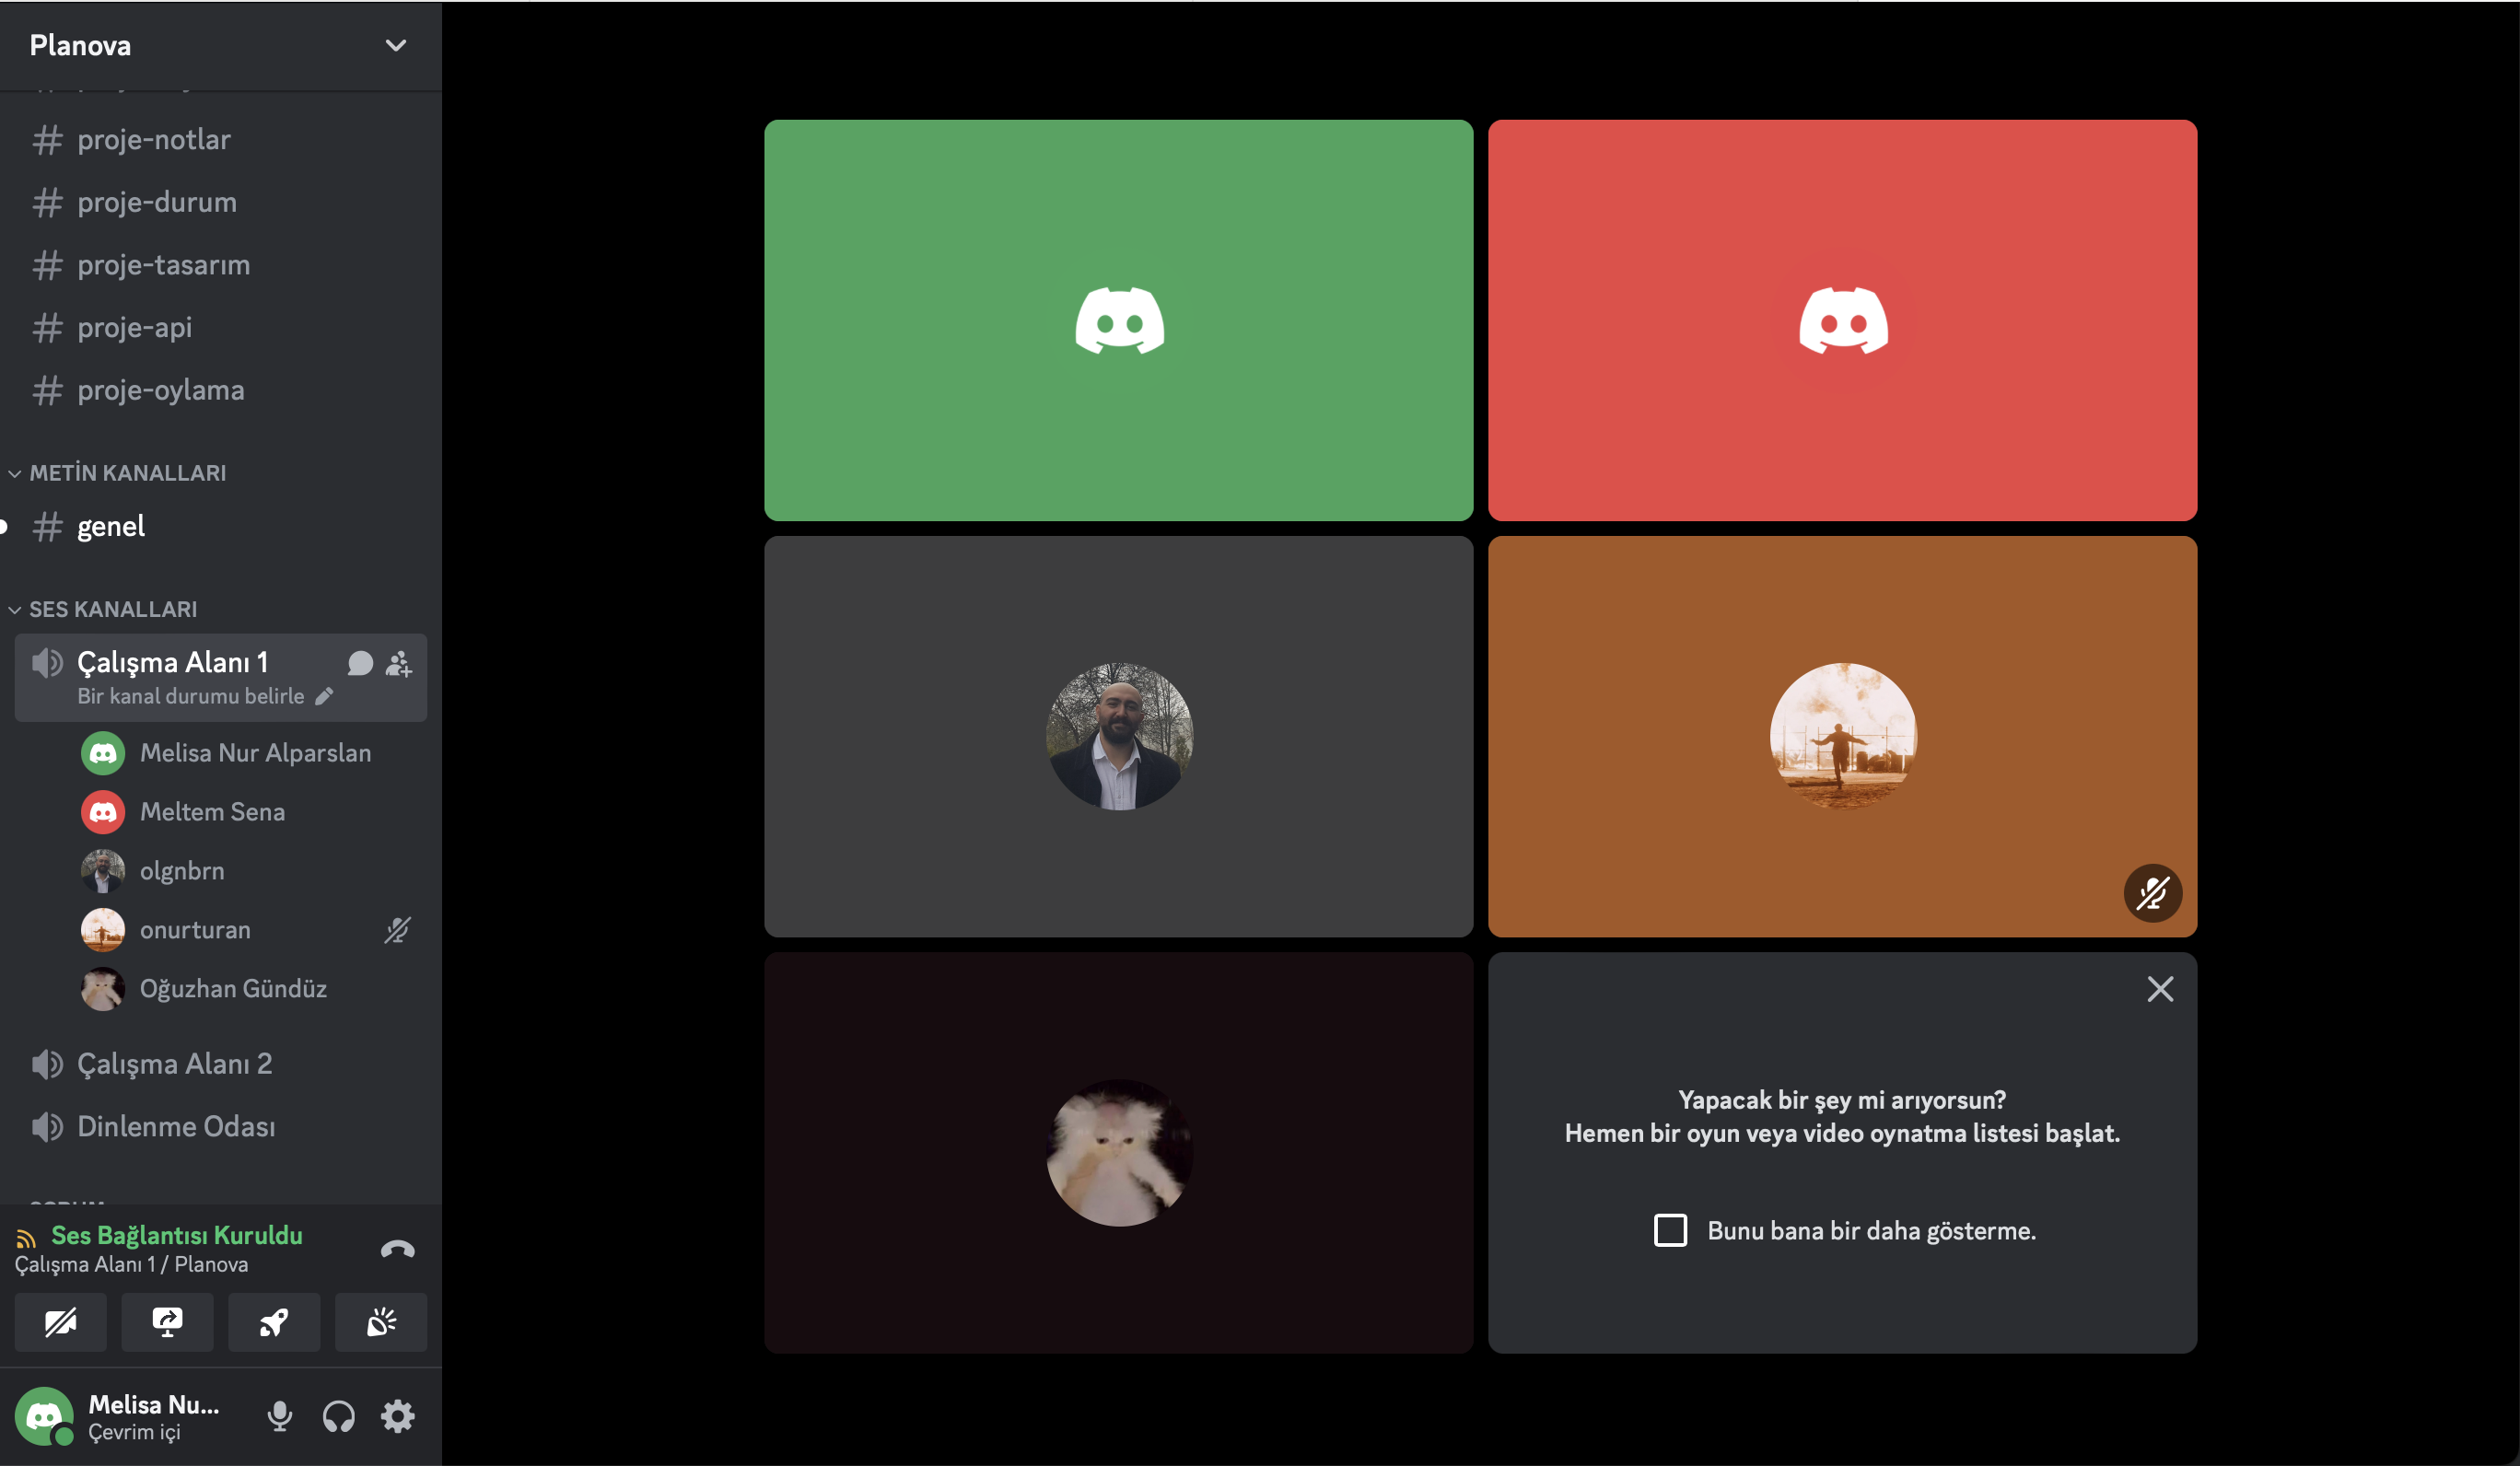 Planova
proje-notlar
proje-durum
proje-tasarım
proje-api
proje-oylama
METİN KANALLARI
genel
SES KANALLARI
Çalışma Alanı 1
Bir kanal durumu belirle
Melisa Nur Alparslan
Meltem Sena
olgnbrn
onurturan
Oğuzhan Gündüz
Çalışma Alanı 2
Dinlenme Odası
Ses Bağlantısı Kuruldu
Çalışma Alanı 1 / Planova
Melisa Nu...
Çevrim içi
Yapacak bir şey mi arıyorsun?
Hemen bir oyun veya video oynatma listesi başlat.
Bunu bana bir daha gösterme.